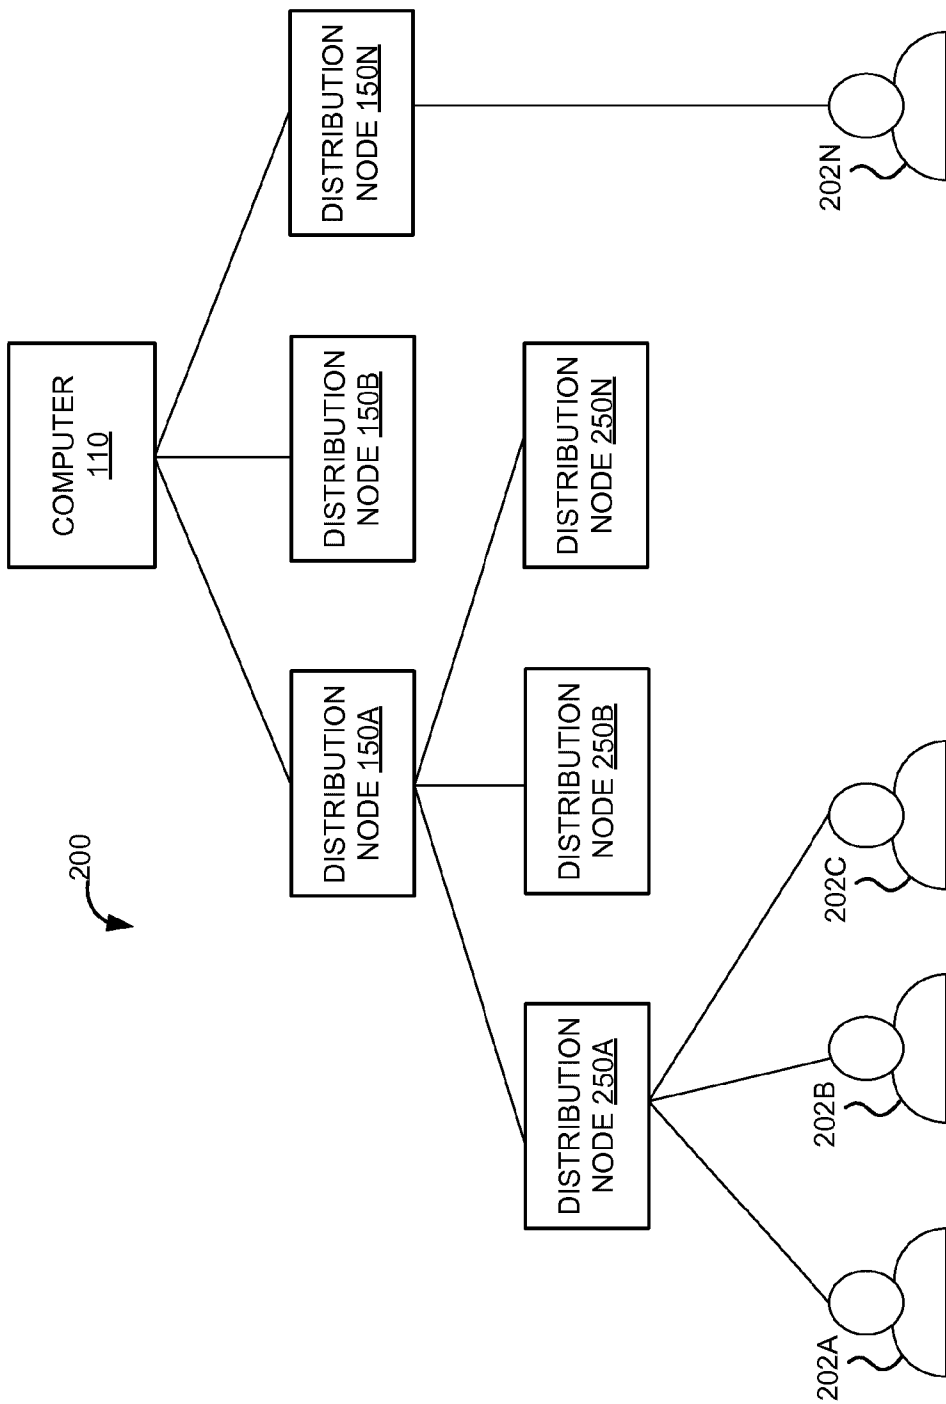 200
COMPUTER
110
DISTRIBUTION
NODE 150A
DISTRIBUTION
NODE 150B
DISTRIBUTION
NODE 150N
DISTRIBUTION
NODE 250A
DISTRIBUTION
NODE 250B
DISTRIBUTION
NODE 250N
202A
202B
202C
202N